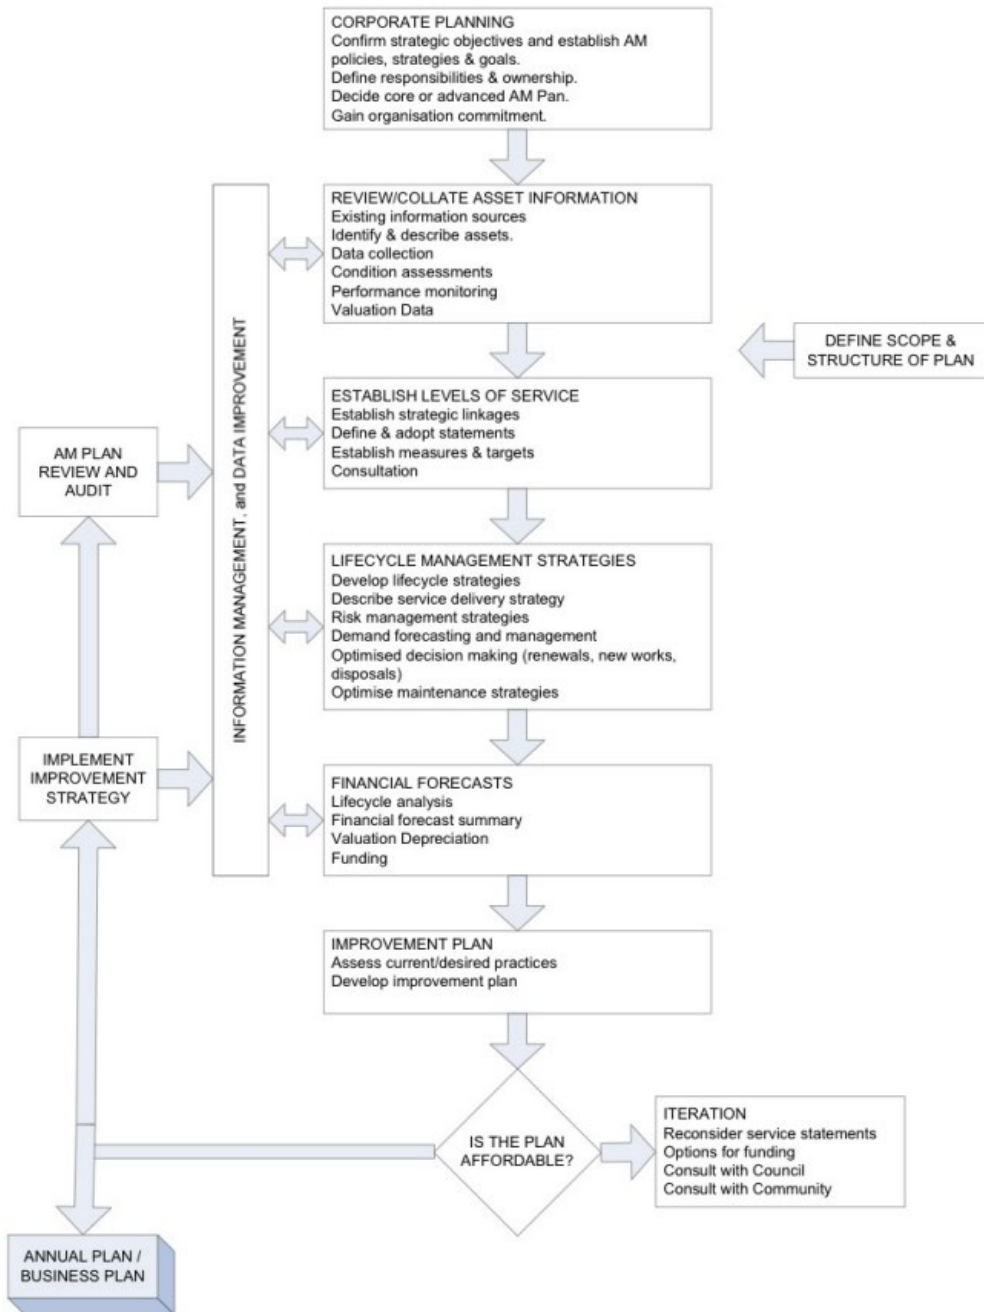 CORPORATE PLANNING
Confirm strategic objectives and establish AM
policies, strategies & goals.
Define responsibilities & ownership.
Decide core or advanced AM Pan.
Gain organisation commitment.
REVIEW/COLLATE ASSET INFORMATION
Existing information sources
Identify & describe assets.
Data collection
Condition assessments
Performance monitoring
Valuation Data
DEFINE SCOPE &
STRUCTURE OF PLAN
INFORMATION MANAGEMENT, and DATA IMPROVEMENT
ESTABLISH LEVELS OF SERVICE
Establish strategic linkages
Define & adopt statements
Establish measures & targets
Consultation
AM PLAN
REVIEW AND
AUDIT
LIFECYCLE MANAGEMENT STRATEGIES
Develop lifecycle strategies
Describe service delivery strategy
Risk management strategies
Demand forecasting and management
Optimised decision making (renewals, new works,
disposals)
Optimise maintenance strategies
IMPLEMENT
IMPROVEMENT
STRATEGY
FINANCIAL FORECASTS
Lifecycle analysis
Financial forecast summary
Valuation Depreciation
Funding
IMPROVEMENT PLAN
Assess current/desired practices
Develop improvement plan
IS THE PLAN
AFFORDABLE?
ITERATION
Reconsider service statements
Options for funding
Consult with Council
Consult with Community
ANNUAL PLAN /
BUSINESS PLAN